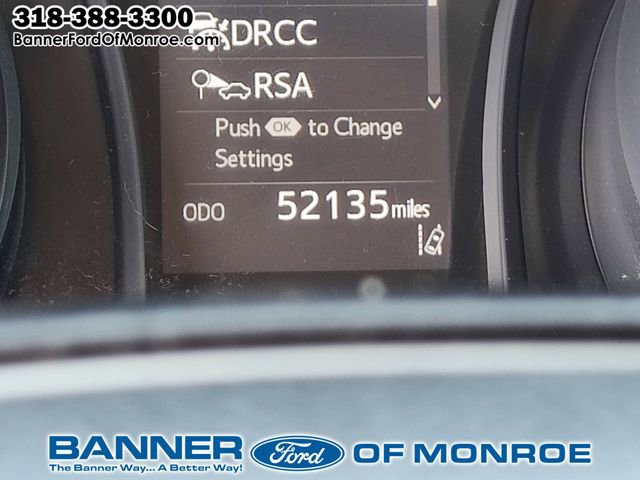 318-388-3300
BannerFordOfMonroe.com
DRCC
RSA
Push OK to Change
Settings
ODO 52135 miles
BANNER Ford OF MONROE
The Banner Way... A Better Way!